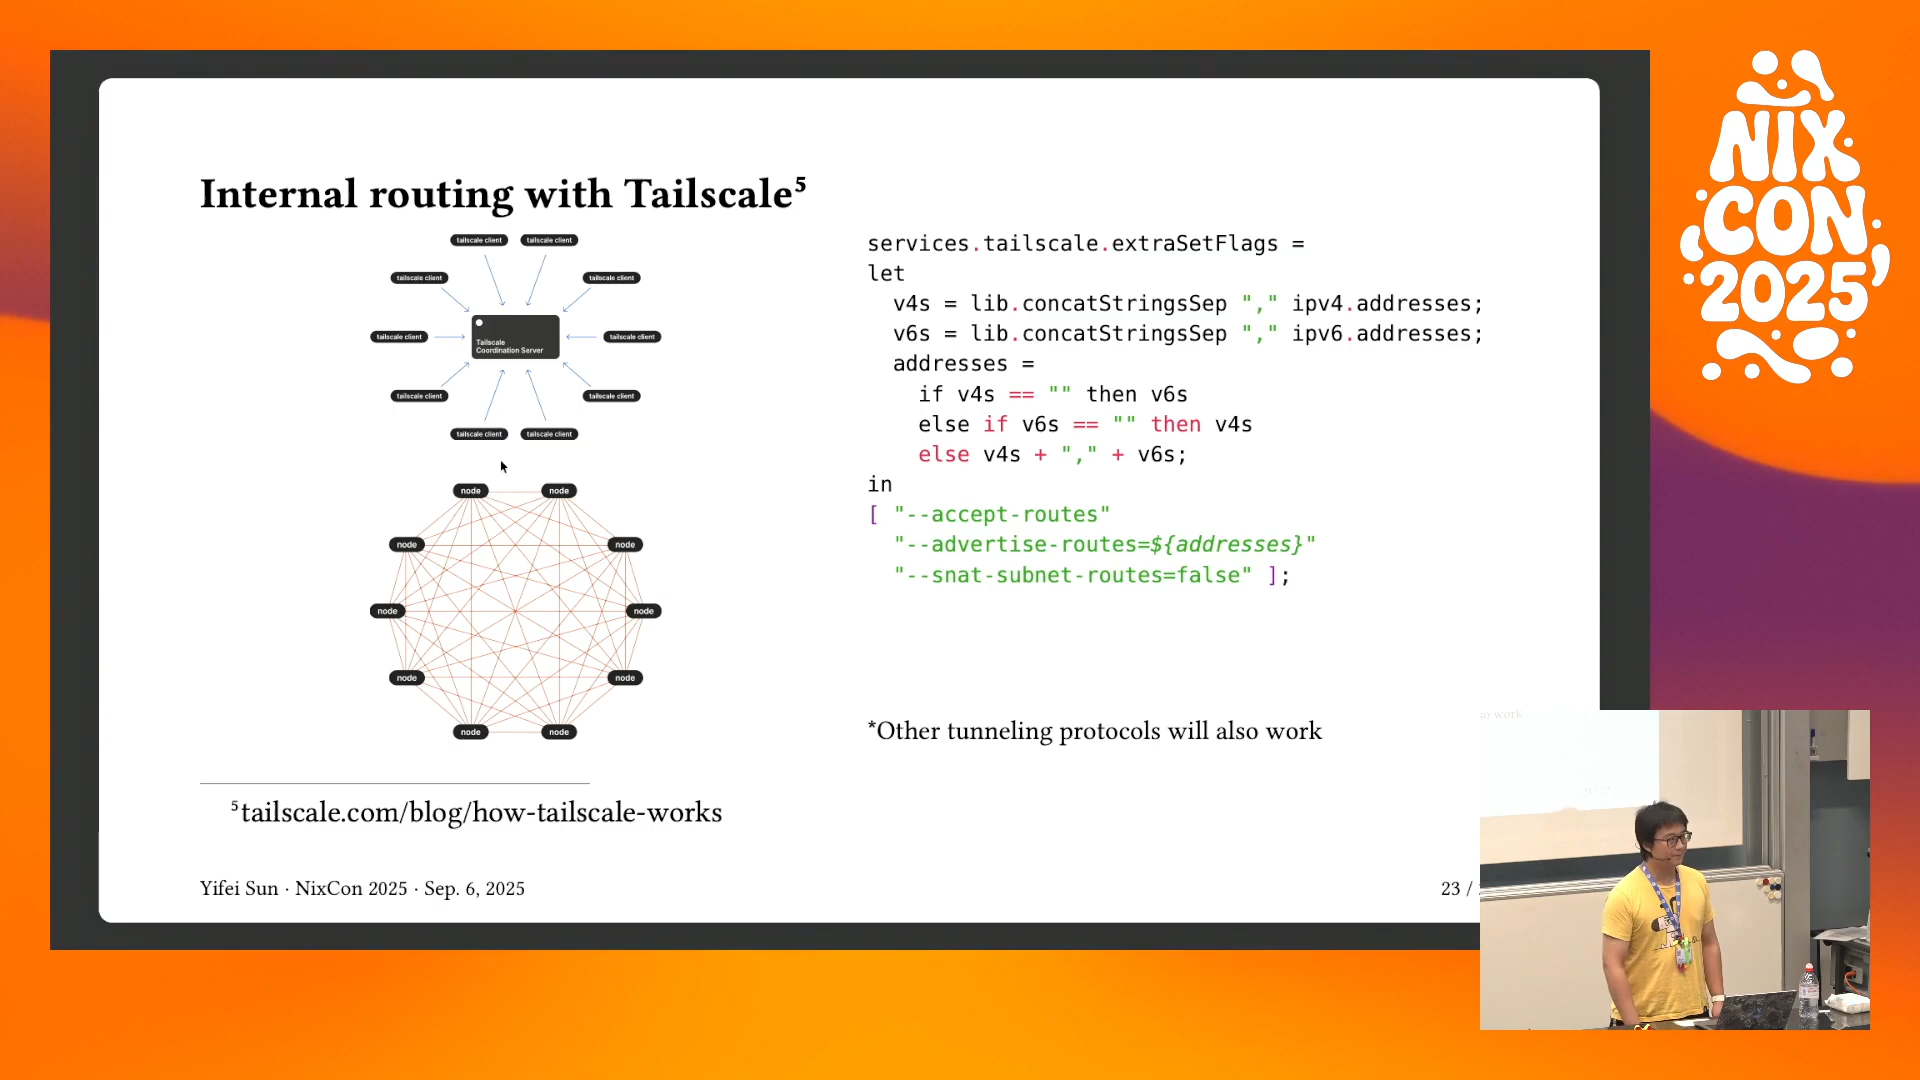 Internal routing with Tailscale⁵
tailscale client
tailscale client
tailscale client
tailscale client
tailscale client
Tailscale
Coordination Server
tailscale client
tailscale client
tailscale client
tailscale client
tailscale client
node
node
node
node
node
node
node
node
node
node
services.tailscale.extraSetFlags =
let
  v4s = lib.concatStringsSep "," ipv4.addresses;
  v6s = lib.concatStringsSep "," ipv6.addresses;
  addresses =
    if v4s == "" then v6s
    else if v6s == "" then v4s
    else v4s + "," + v6s;
in
[ "--accept-routes"
  "--advertise-routes=${addresses}"
  "--snat-subnet-routes=false" ];
*Other tunneling protocols will also work
⁵tailscale.com/blog/how-tailscale-works
Yifei Sun · NixCon 2025 · Sep. 6, 2025
23 /
NIX
CON
2025
so work